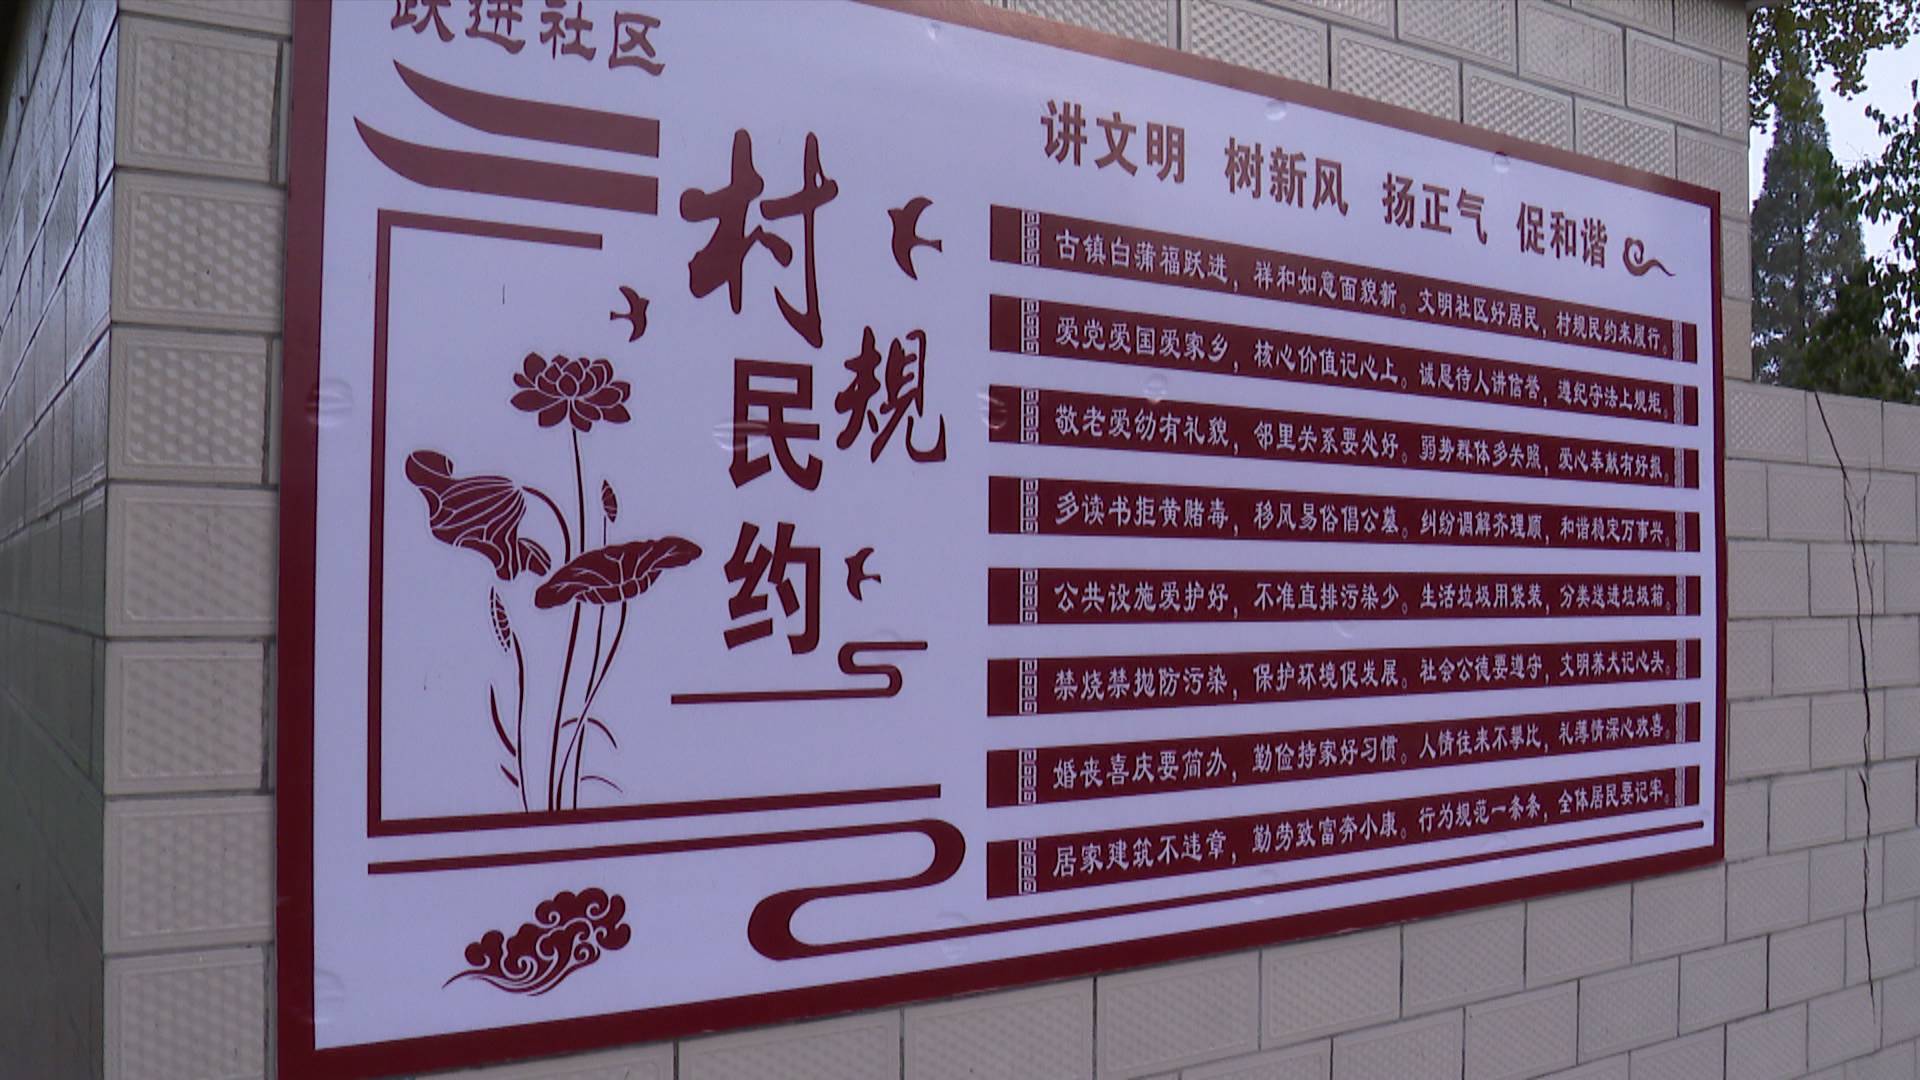 跃进社区
村规
民约
讲文明 树新风 扬正气 促和谐
古镇白蒲福跃进，祥和如意面貌新。文明社区好居民，村规民约来履行。
爱党爱国爱家乡，核心价值记心上。诚恳待人讲信誉，遵纪守法上规矩。
敬老爱幼有礼貌，邻里关系要处好。弱势群体多关照，爱心奉献有好报。
多读书拒黄赌毒，移风易俗倡公墓。纠纷调解齐理顺，和谐稳定万事兴。
公共设施爱护好，不准直排污染少。生活垃圾用袋装，分类送进垃圾箱。
禁烧禁抛防污染，保护环境促发展。社会公德要遵守，文明养犬记心头。
婚丧喜庆要简办，勤俭持家好习惯。人情往来不攀比，礼薄情深心欢喜。
居家建筑不违章，勤劳致富奔小康。行为规范一条条，全体居民要记牢。